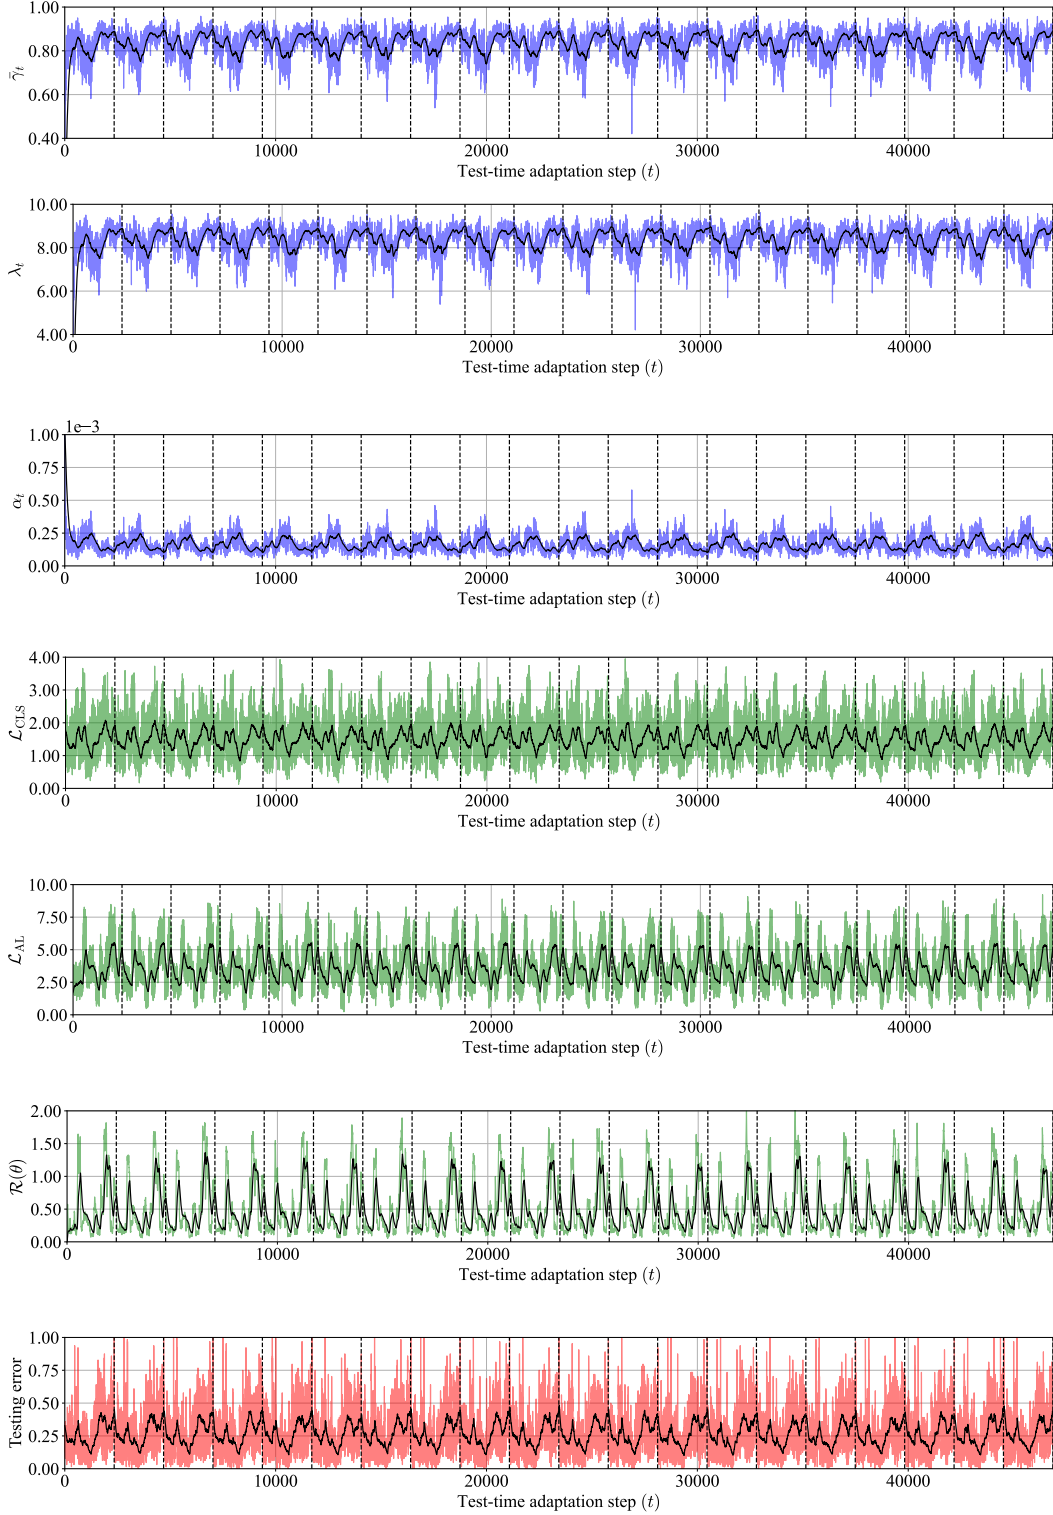 1.00
0.80
0.60
0.40
γ̄ₜ
0 10000 20000 30000 40000
Test-time adaptation step (t)
10.00
8.00
6.00
4.00
λₜ
0 10000 20000 30000 40000
Test-time adaptation step (t)
1e−3
1.00
0.75
0.50
0.25
0.00
αₜ
0 10000 20000 30000 40000
Test-time adaptation step (t)
4.00
3.00
2.00
1.00
0.00
ℒCLS
0 10000 20000 30000 40000
Test-time adaptation step (t)
10.00
7.50
5.00
2.50
0.00
ℒAL
0 10000 20000 30000 40000
Test-time adaptation step (t)
2.00
1.50
1.00
0.50
0.00
ℛ(θ)
0 10000 20000 30000 40000
Test-time adaptation step (t)
1.00
0.75
0.50
0.25
0.00
Testing error
0 10000 20000 30000 40000
Test-time adaptation step (t)